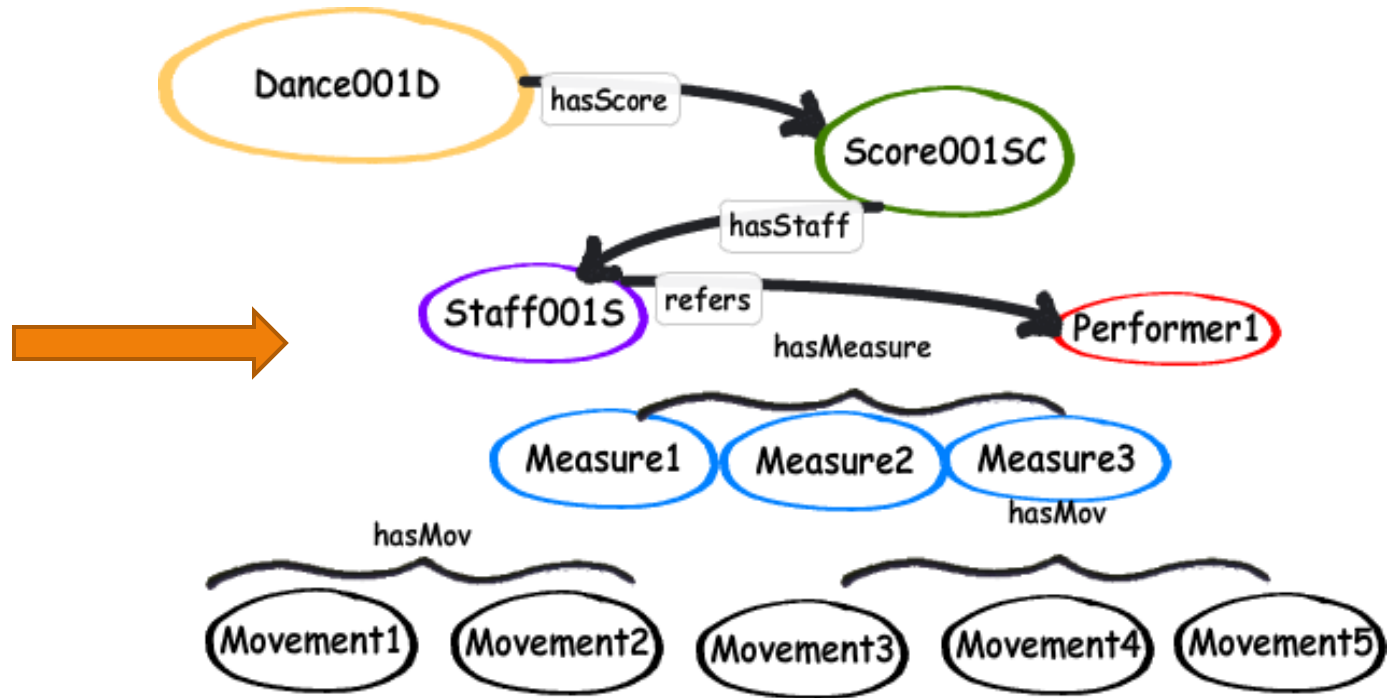 Dance001D
hasScore
Score001SC
hasStaff
Staff001S
refers
Performer1
hasMeasure
Measure1
Measure2
Measure3
hasMov
hasMov
Movement1
Movement2
Movement3
Movement4
Movement5